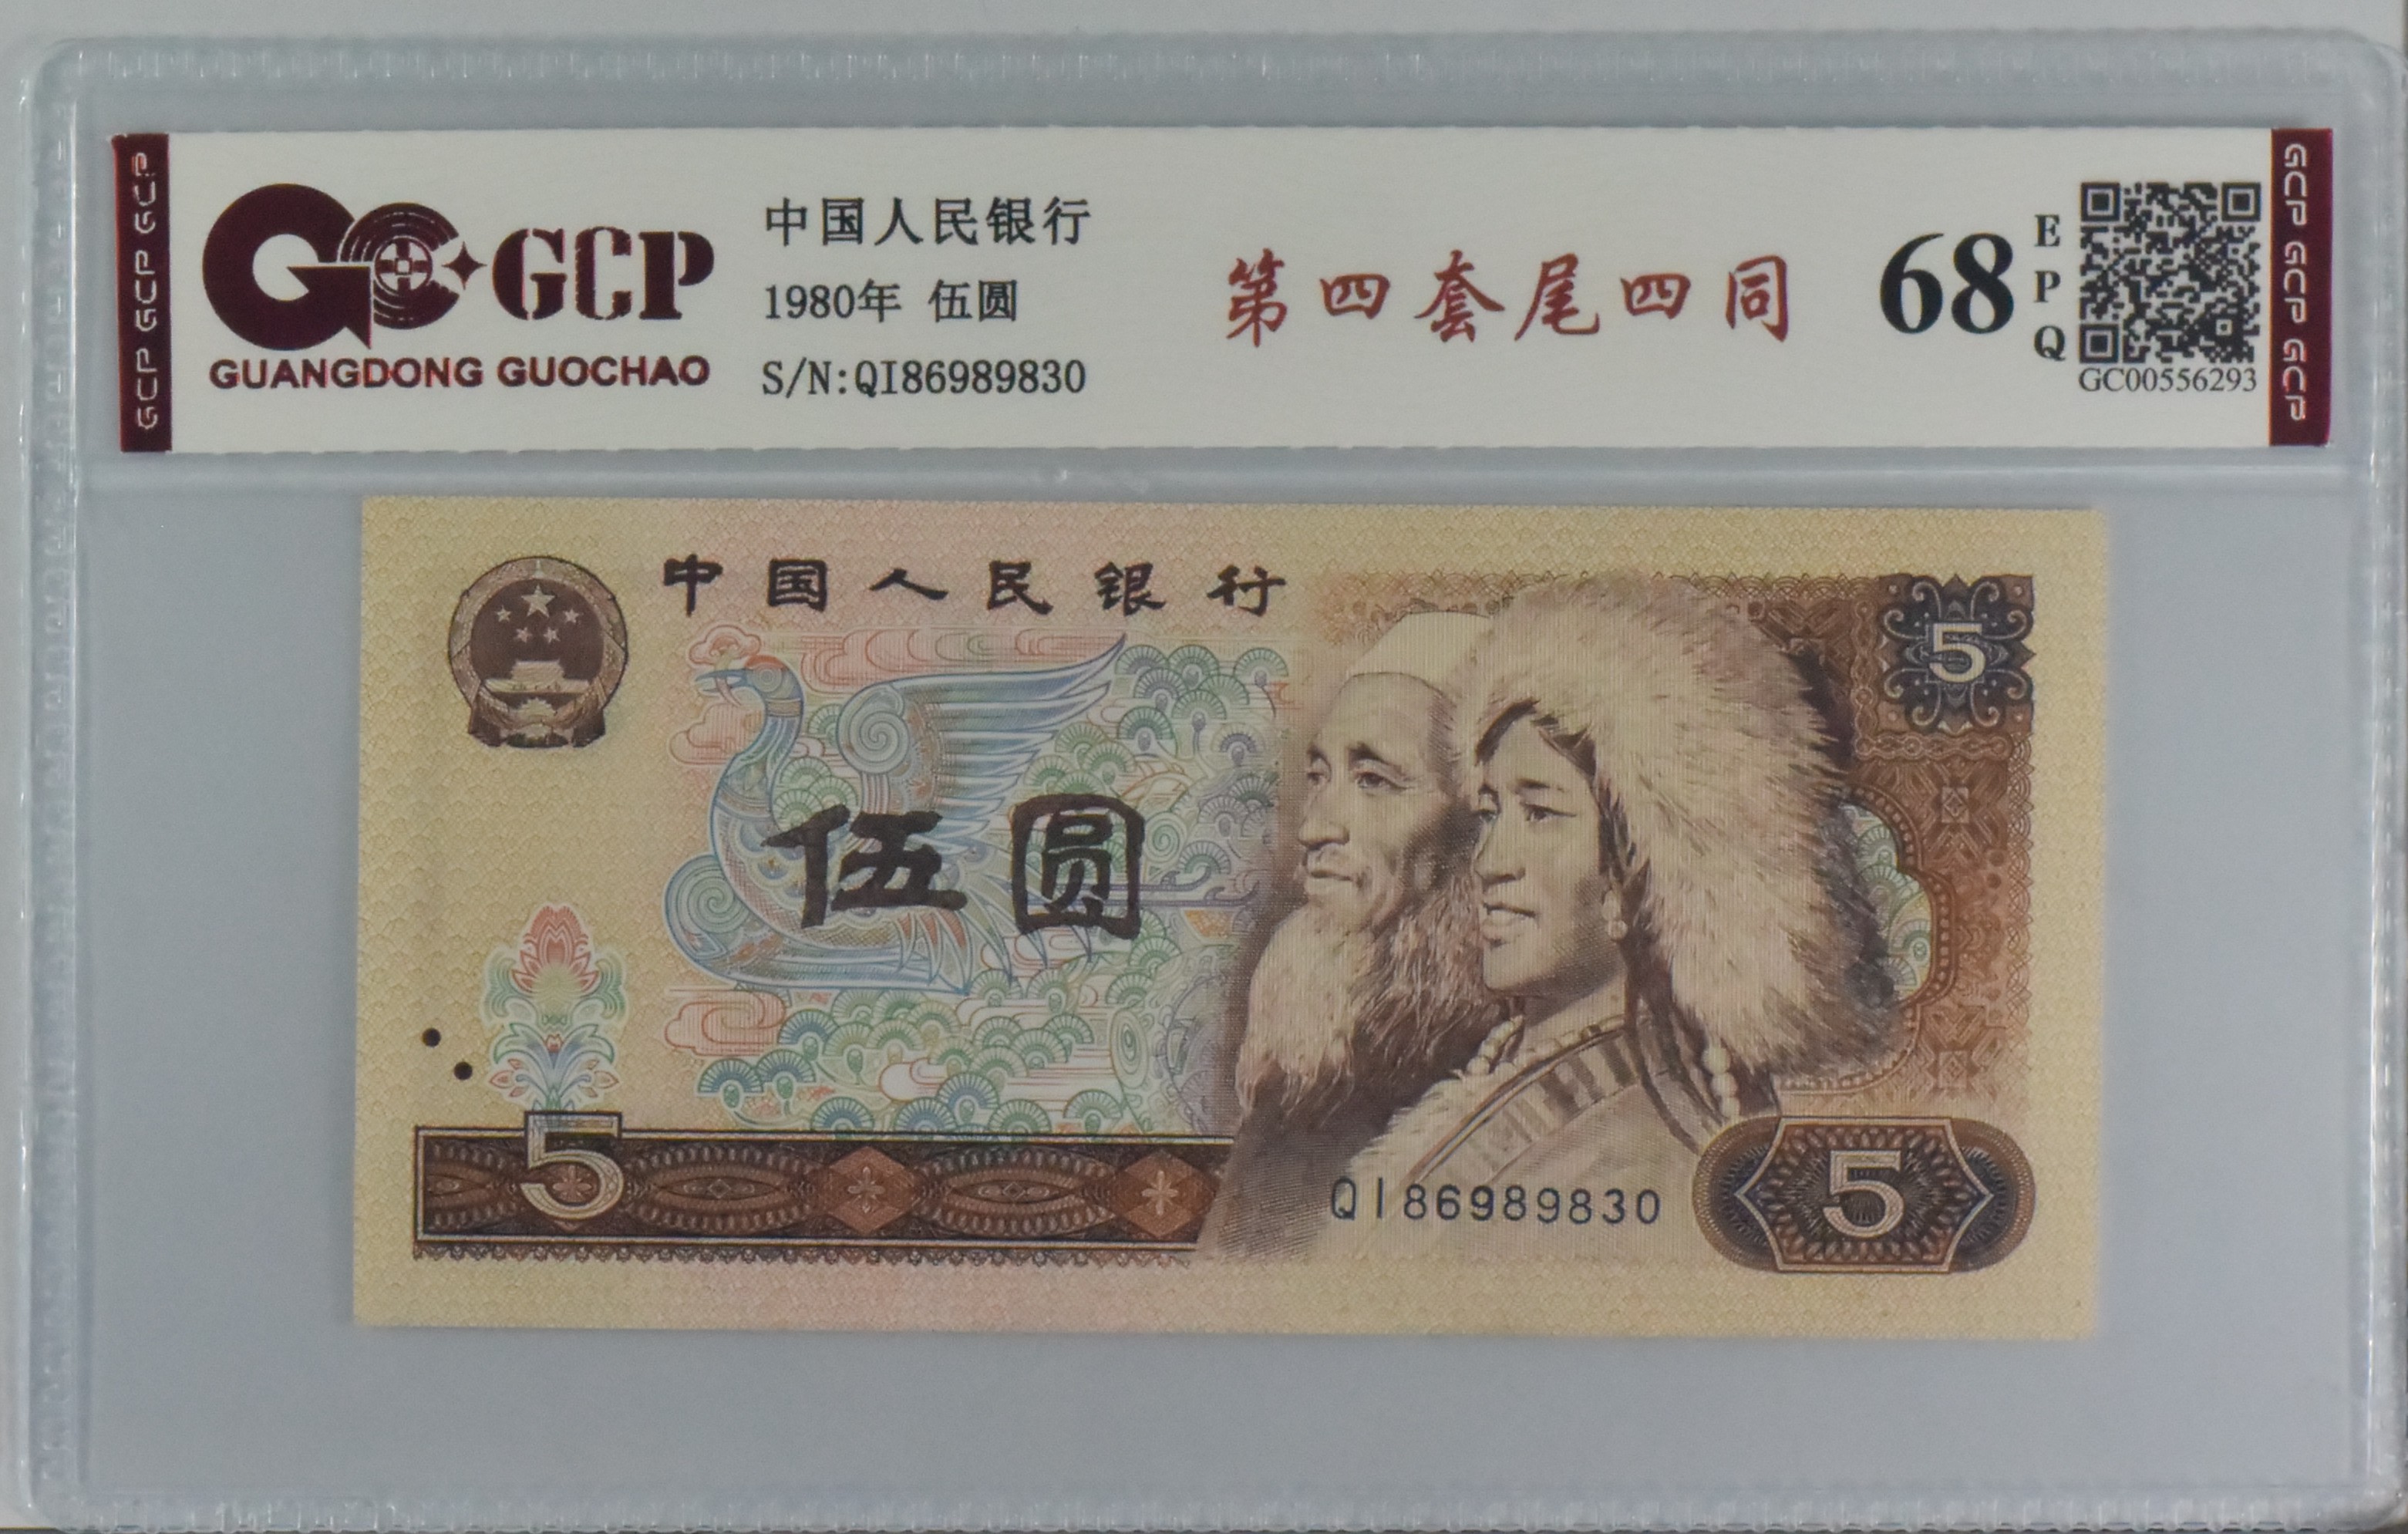 GCP GCP GCP
GCP
GUANGDONG GUOCHAO
中国人民银行
1980年 伍圆
S/N:QI86989830
第四套尾四同
68
E
P
Q
GC00556293
GCP GCP GCP
中国人民银行
5
伍圆
5
QI86989830
5